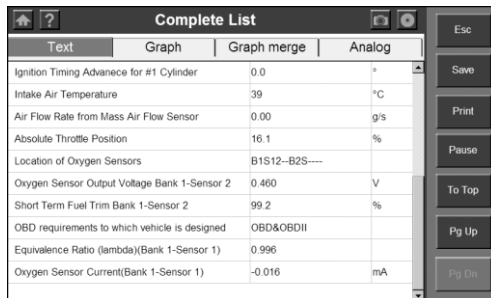 ? Complete List
Esc
Text Graph Graph merge Analog
Ignition Timing Advanece for #1 Cylinder 0.0 °
Save
Intake Air Temperature 39 °C
Air Flow Rate from Mass Air Flow Sensor 0.00 g/s
Print
Absolute Throttle Position 16.1 %
Pause
Location of Oxygen Sensors B1S12--B2S----
Oxygen Sensor Output Voltage Bank 1-Sensor 2 0.460 V
To Top
Short Term Fuel Trim Bank 1-Sensor 2 99.2 %
OBD requirements to which vehicle is designed OBD&OBDII
Pg Up
Equivalence Ratio (lambda)(Bank 1-Sensor 1) 0.996
Oxygen Sensor Current(Bank 1-Sensor 1) -0.016 mA
Pg Dn